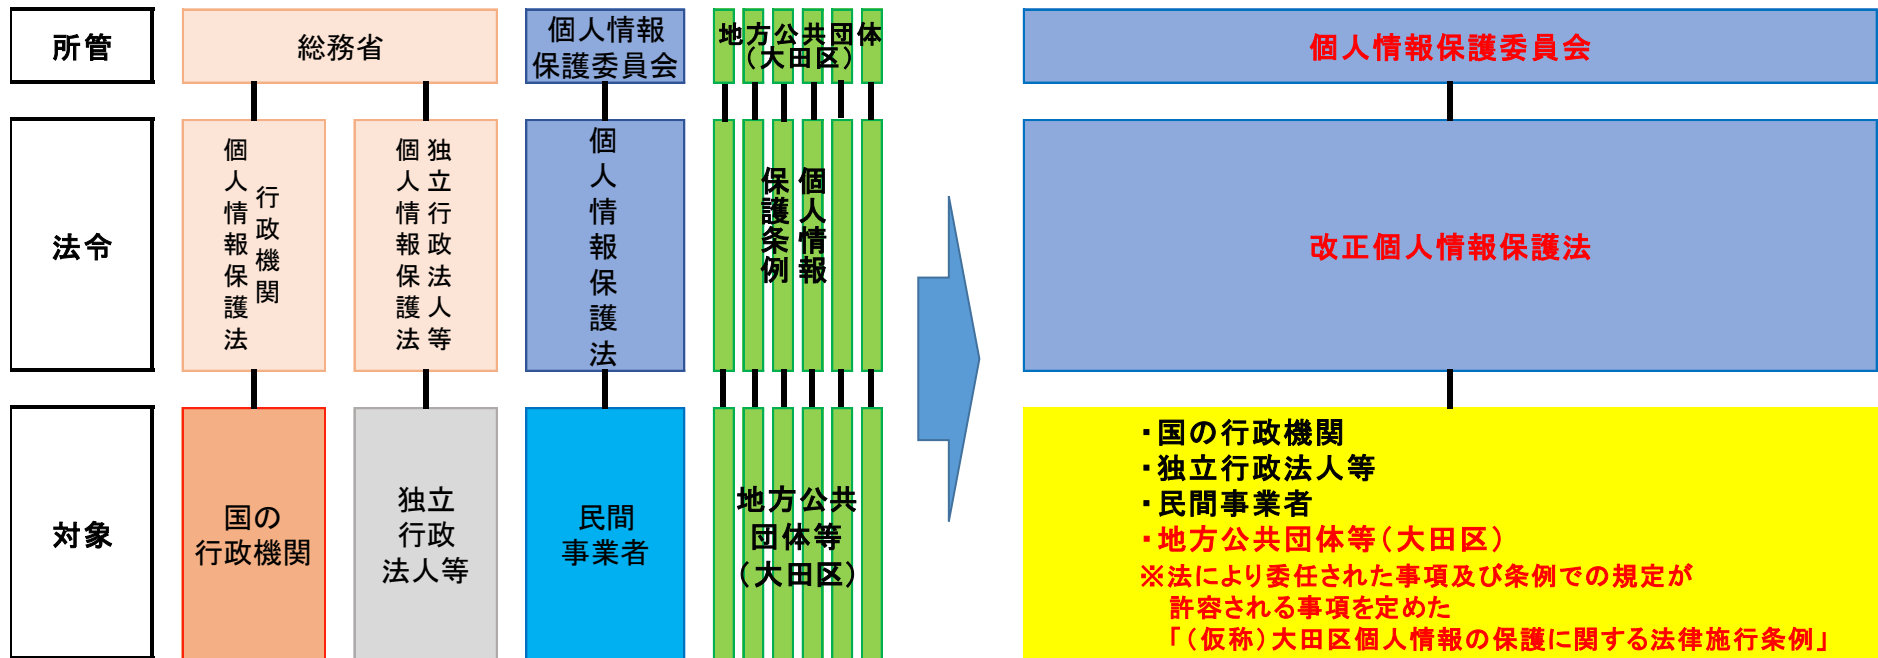 所管
総務省
個人情報
保護委員会
地方公共団体
（大田区）
個人情報保護委員会
法令
行政機関
個人情報保護法
独立行政法人等
個人情報保護法
個人情報保護法
個人情報
保護条例
改正個人情報保護法
対象
国の
行政機関
独立
行政
法人等
民間
事業者
地方公共
団体等
（大田区）
・国の行政機関
・独立行政法人等
・民間事業者
・地方公共団体等（大田区）
※法により委任された事項及び条例での規定が
許容される事項を定めた
「（仮称）大田区個人情報の保護に関する法律施行条例」